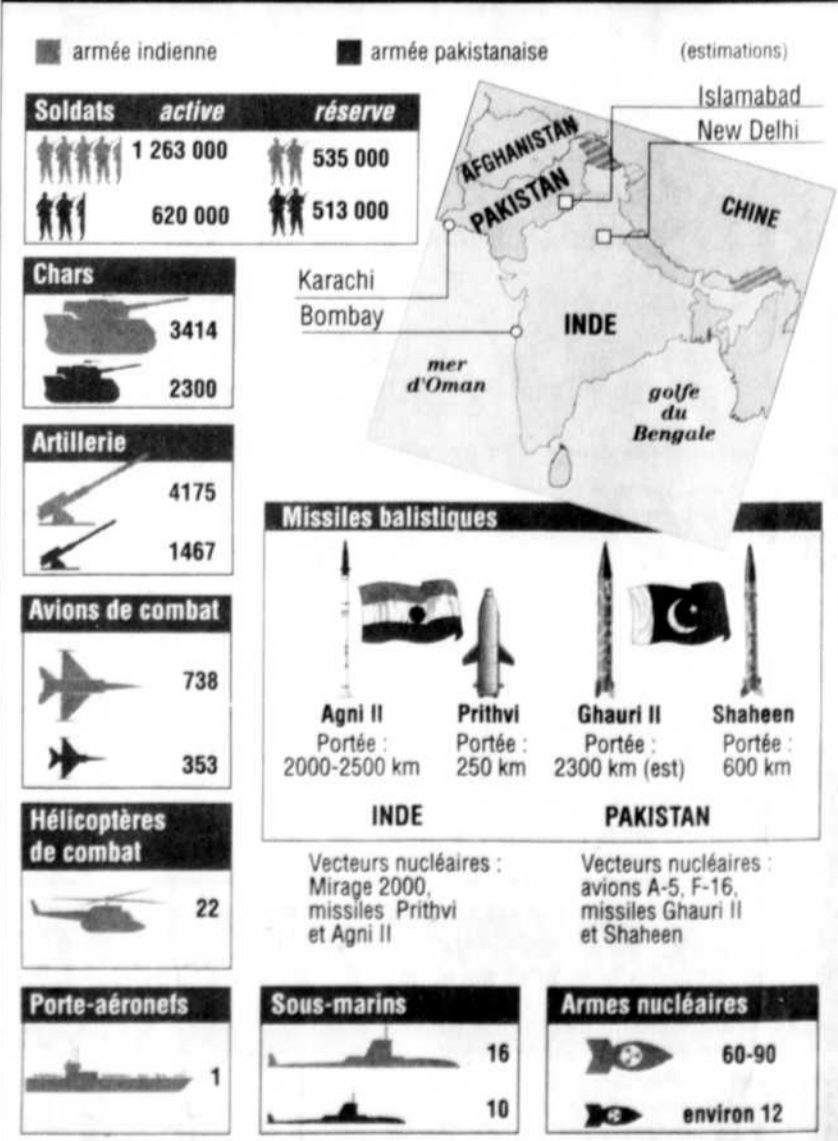 armée indienne armée pakistanaise (estimations)
Soldats active réserve
1 263 000 535 000
620 000 513 000
Islamabad
New Delhi
AFGHANISTAN
PAKISTAN
CHINE
Karachi
Bombay
INDE
mer
d'Oman
golfe
du
Bengale
Chars
3414
2300
Artillerie
4175
1467
Avions de combat
738
353
Hélicoptères
de combat
22
Missiles balistiques
Agni II Prithvi Ghauri II Shaheen
Portée : Portée : Portée : Portée :
2000-2500 km 250 km 2300 km (est) 600 km
INDE PAKISTAN
Vecteurs nucléaires :
Mirage 2000,
missiles Prithvi
et Agni II
Vecteurs nucléaires :
avions A-5, F-16,
missiles Ghauri II
et Shaheen
Porte-aéronefs
1
Sous-marins
16
10
Armes nucléaires
60-90
environ 12